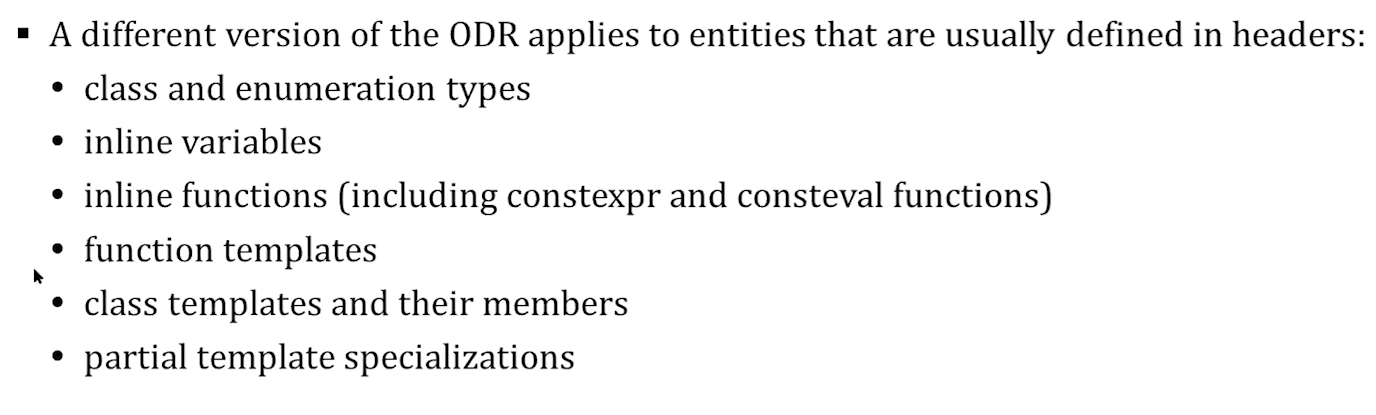 ▪ A different version of the ODR applies to entities that are usually defined in headers:
• class and enumeration types
• inline variables
• inline functions (including constexpr and consteval functions)
• function templates
• class templates and their members
• partial template specializations